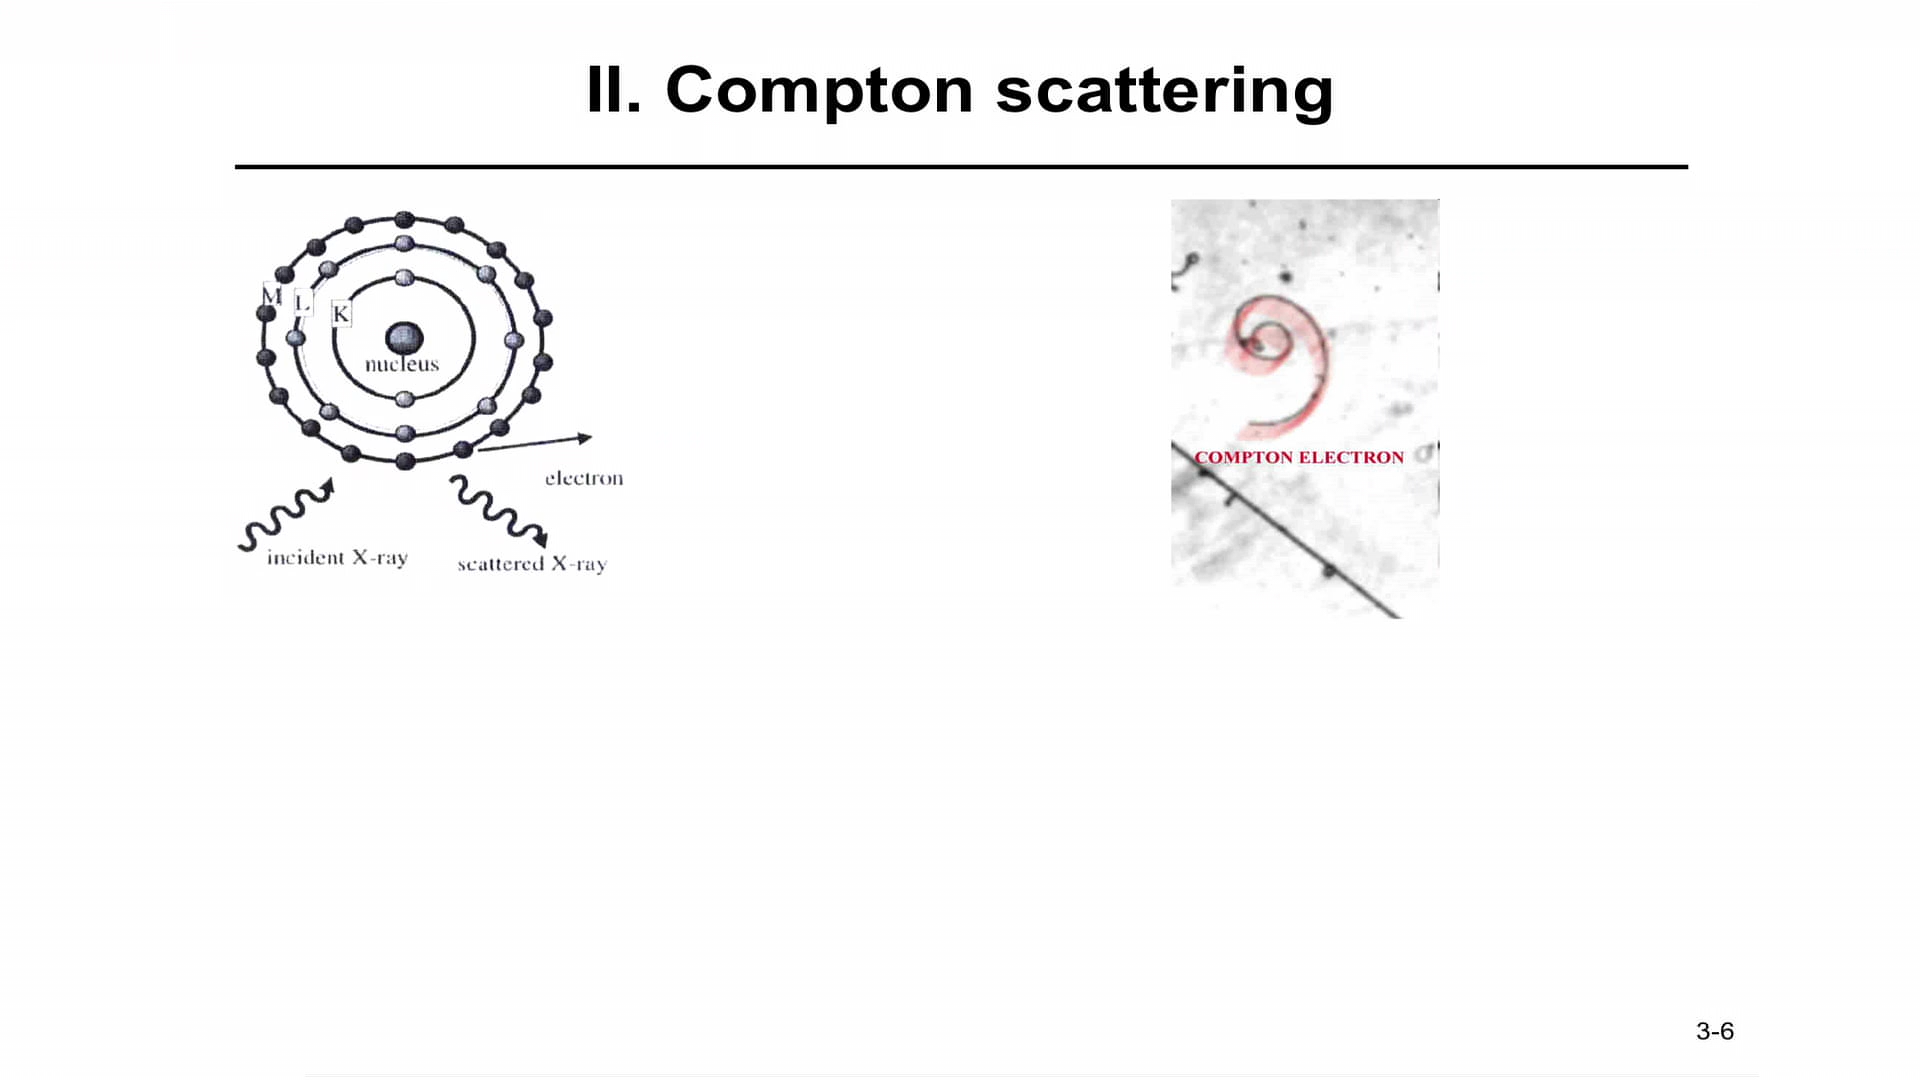 II. Compton scattering
M
L
K
nucleus
electron
incident X-ray
scattered X-ray
COMPTON ELECTRON
3-6